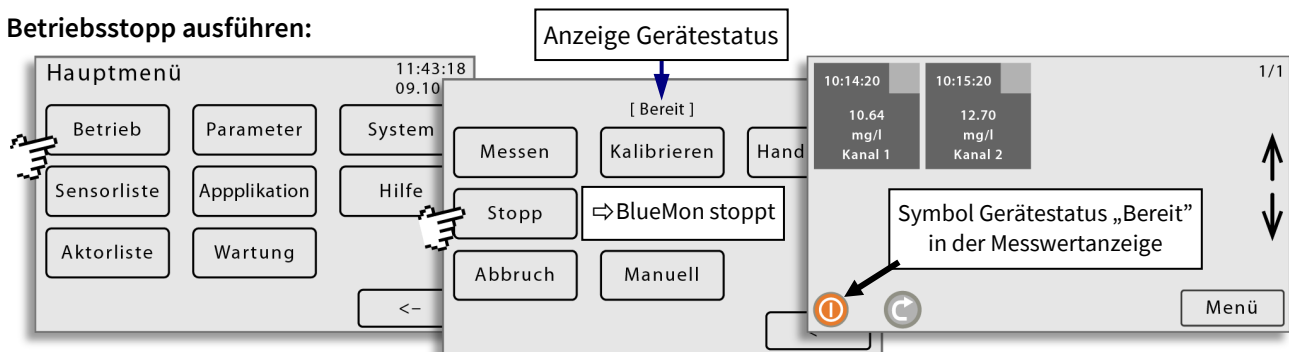 Betriebsstopp ausführen:
Anzeige Gerätestatus
Hauptmenü
11:43:18
09.10
Betrieb
Parameter
System
Sensorliste
Appplikation
Hilfe
Aktorliste
Wartung
<-
[ Bereit ]
Messen
Kalibrieren
Hand
Stopp
⇨BlueMon stoppt
Abbruch
Manuell
1/1
10:14:20
10.64
mg/l
Kanal 1
10:15:20
12.70
mg/l
Kanal 2
Symbol Gerätestatus „Bereit”
in der Messwertanzeige
Menü